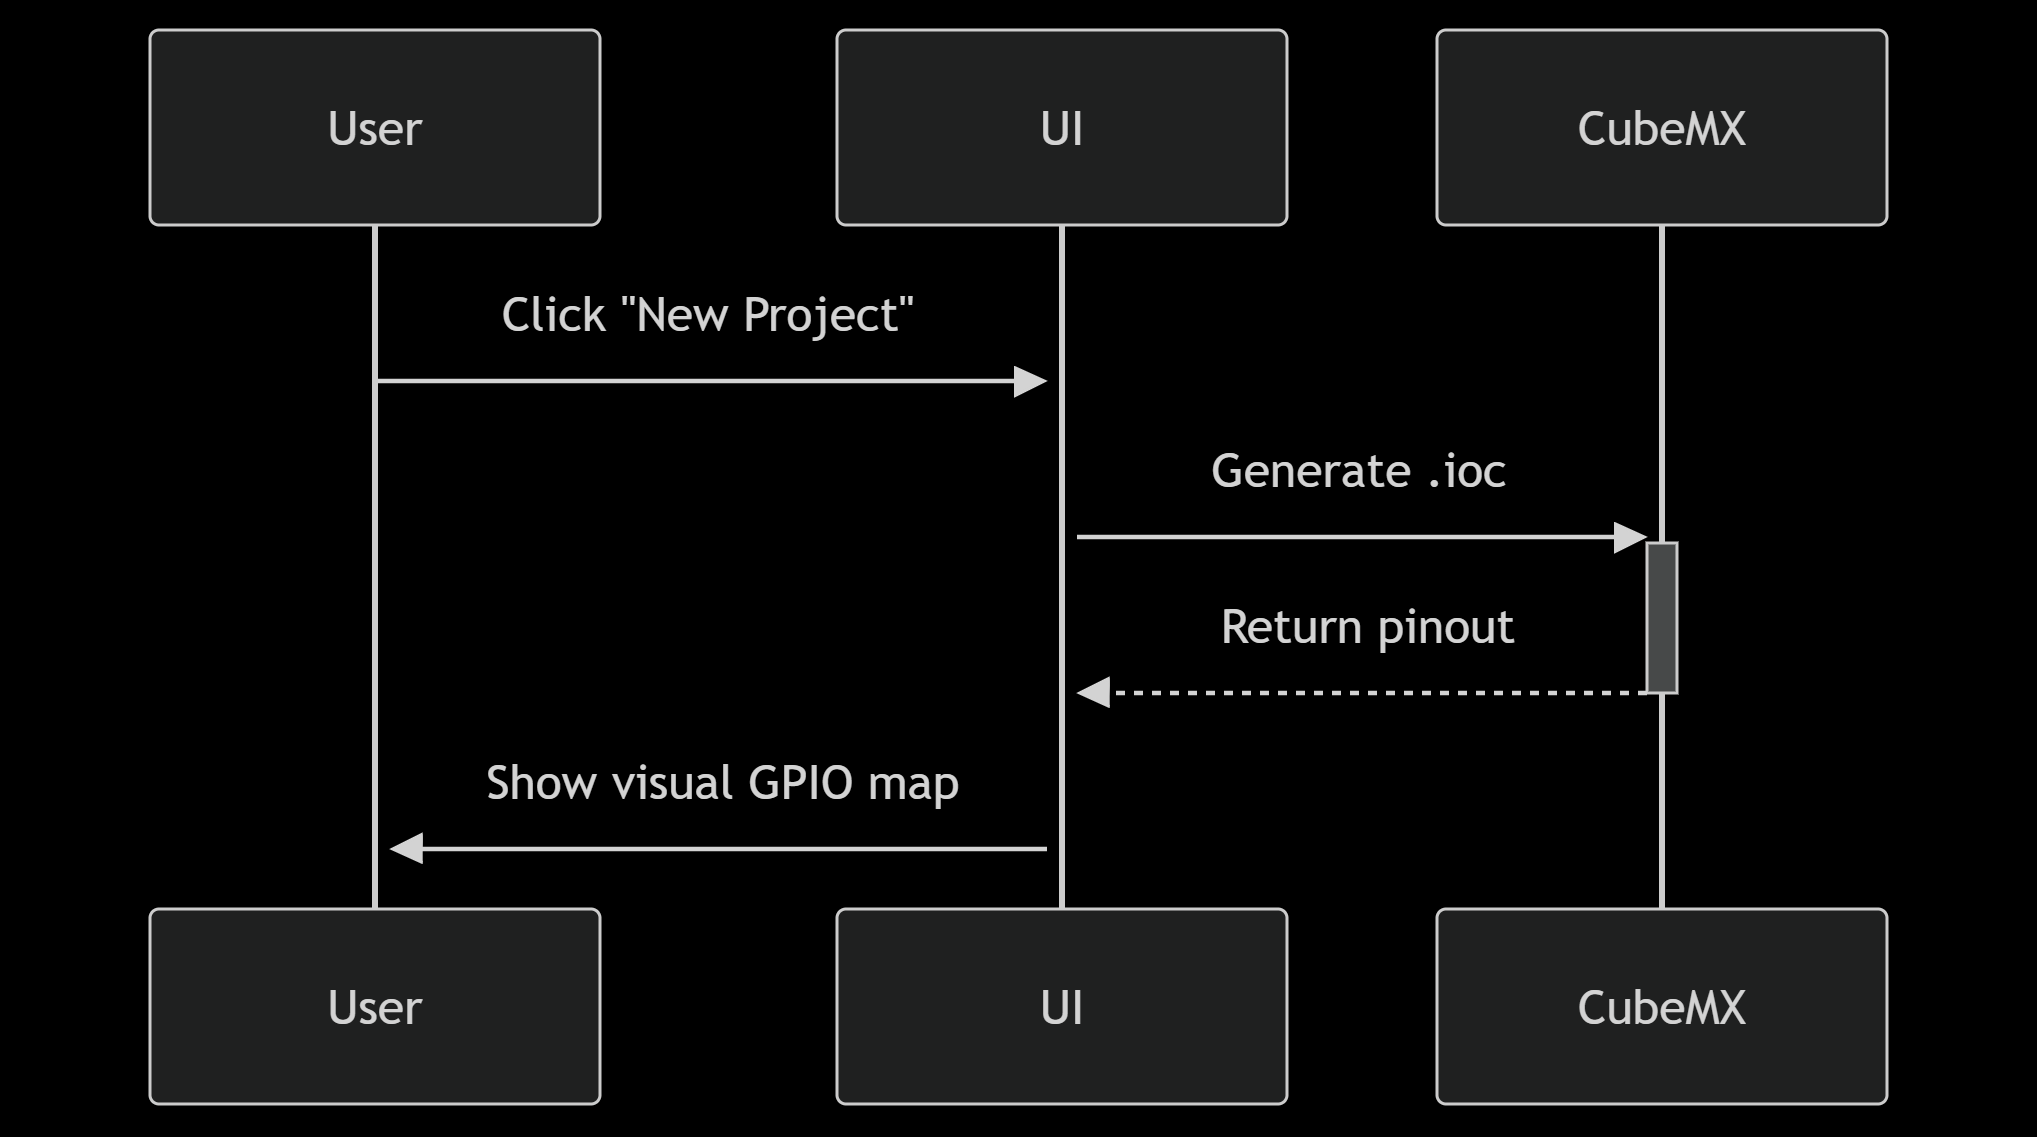 User
UI
CubeMX
Click "New Project"
Generate .ioc
Return pinout
Show visual GPIO map
User
UI
CubeMX